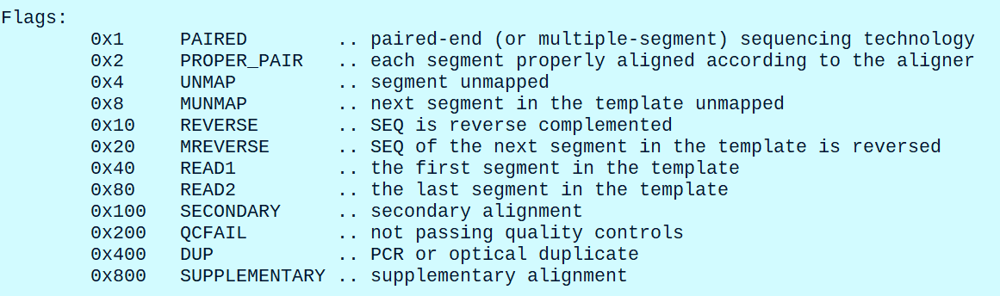 Flags:
0x1 PAIRED .. paired-end (or multiple-segment) sequencing technology
0x2 PROPER_PAIR .. each segment properly aligned according to the aligner
0x4 UNMAP .. segment unmapped
0x8 MUNMAP .. next segment in the template unmapped
0x10 REVERSE .. SEQ is reverse complemented
0x20 MREVERSE .. SEQ of the next segment in the template is reversed
0x40 READ1 .. the first segment in the template
0x80 READ2 .. the last segment in the template
0x100 SECONDARY .. secondary alignment
0x200 QCFAIL .. not passing quality controls
0x400 DUP .. PCR or optical duplicate
0x800 SUPPLEMENTARY .. supplementary alignment